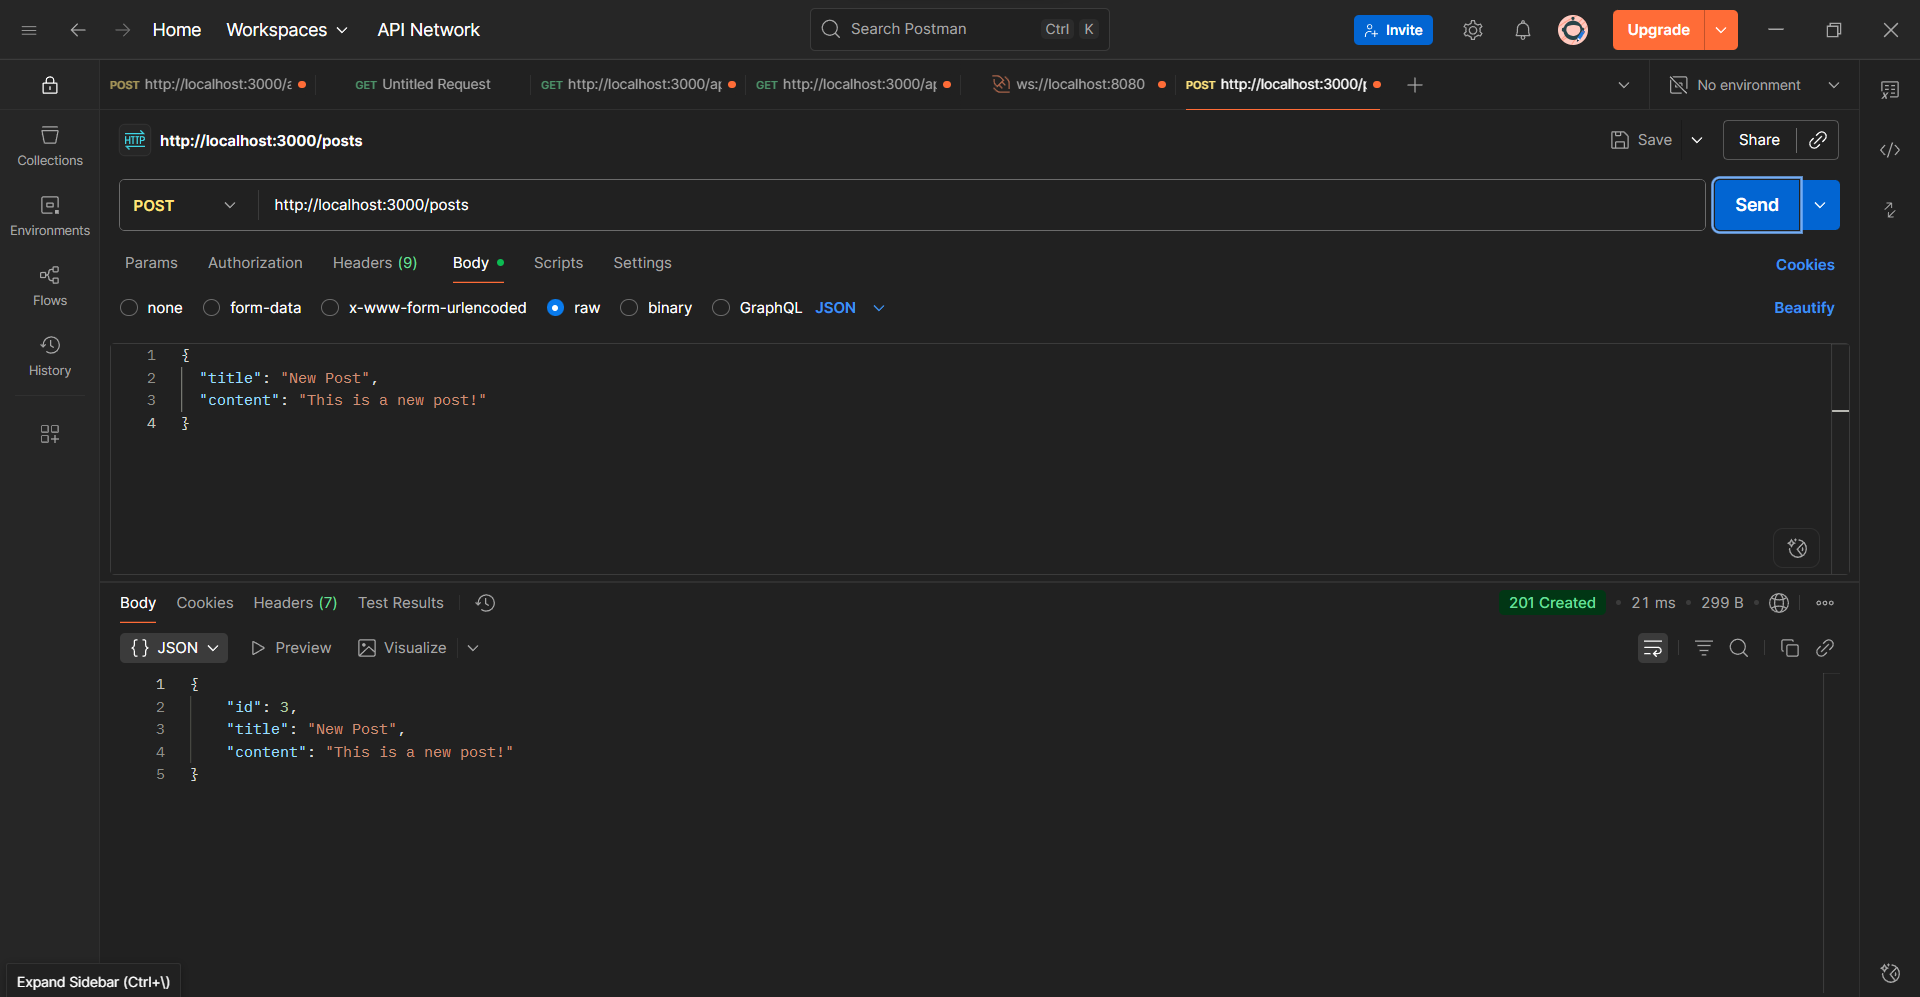 Home Workspaces API Network Search Postman Ctrl K Invite Upgrade
POST http://localhost:3000/a GET Untitled Request GET http://localhost:3000/ap GET http://localhost:3000/ap ws://localhost:8080 POST http://localhost:3000/p No environment
HTTP http://localhost:3000/posts Save Share
Collections
Environments
Flows
History
POST http://localhost:3000/posts Send
Params Authorization Headers (9) Body Scripts Settings Cookies
none form-data x-www-form-urlencoded raw binary GraphQL JSON Beautify
1 {
2 "title": "New Post",
3 "content": "This is a new post!"
4 }
Body Cookies Headers (7) Test Results 201 Created 21 ms 299 B
{} JSON Preview Visualize
1 {
2 "id": 3,
3 "title": "New Post",
4 "content": "This is a new post!"
5 }
Expand Sidebar (Ctrl+\)